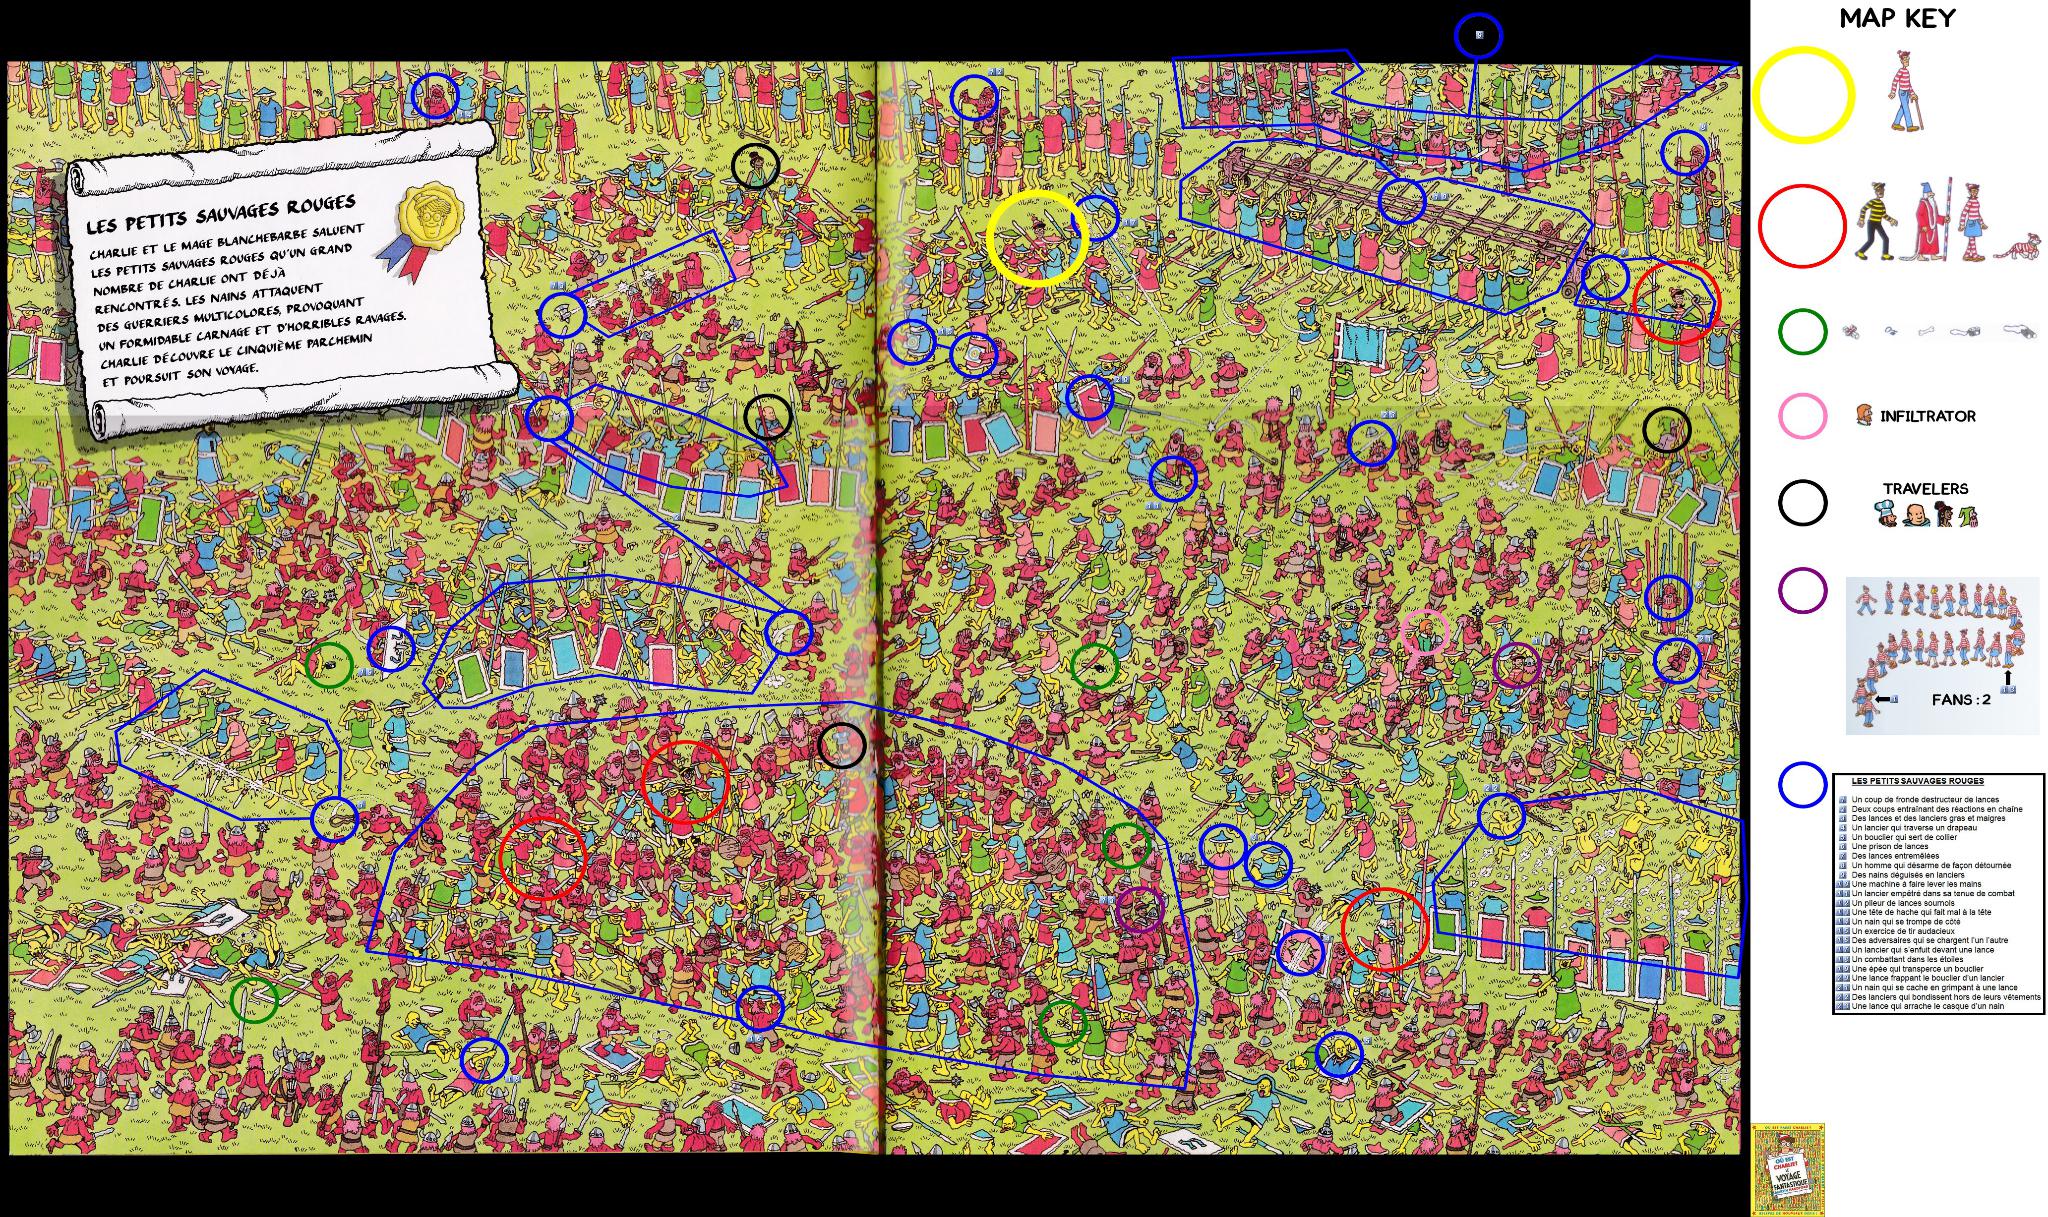 LES PETITS SAUVAGES ROUGES
CHARLIE ET LE MAGE BLANCHEBARBE SALUENT
LES PETITS SAUVAGES ROUGES QU'UN GRAND
NOMBRE DE CHARLIE ONT DÉJÀ
RENCONTRÉS. LES NAINS ATTAQUENT
DES GUERRIERS MULTICOLORES, PROVOQUANT
UN FORMIDABLE CARNAGE ET D'HORRIBLES RAVAGES.
CHARLIE DÉCOUVRE LE CINQUIÈME PARCHEMIN
ET POURSUIT SON VOYAGE.
MAP KEY
INFILTRATOR
TRAVELERS
FANS : 2
LES PETITS SAUVAGES ROUGES
Un coup de fronde destructeur de lances
Deux coups entraînant des réactions en chaîne
Des lances et des lanciers gras et maigres
Un lancier qui traverse un drapeau
Un bouclier qui sert de collier
Une prison de lances
Des lances entremêlées
Un homme qui désarme de façon détournée
Des nains déguisés en lanciers
Une machine à faire lever les mains
Un lancier empêtré dans sa tenue de combat
Un plieur de lances sournois
Une tête de hache qui fait mal à la tête
Un nain qui se trompe de côté
Un exercice de tir audacieux
Des adversaires qui se chargent l'un l'autre
Un lancier qui s'enfuit devant une lance
Un combattant dans les étoiles
Une épée qui transperce un bouclier
Une lance frappant le bouclier d'un lancier
Un nain qui se cache en grimpant à une lance
Des lanciers qui bondissent hors de leurs vêtements
Une lance qui arrache le casque d'un nain
OÙ EST
CHARLIE?
VOYAGE
FANTASTIQUE